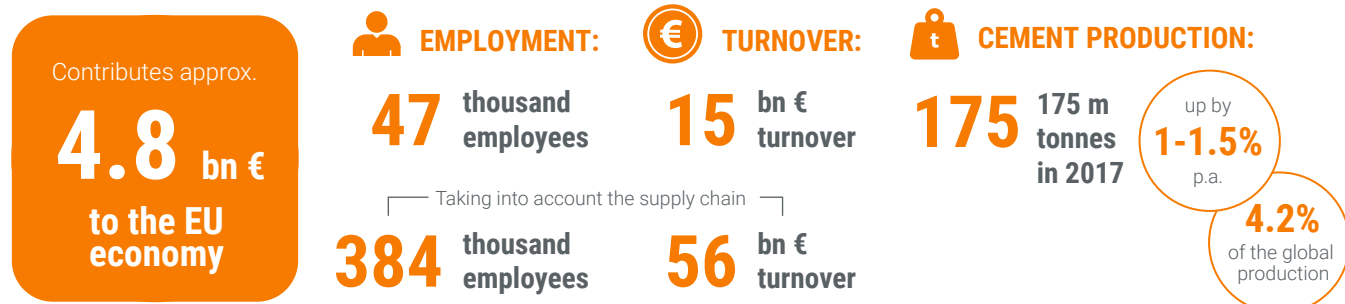 Contributes approx.
4.8 bn €
to the EU
economy
EMPLOYMENT:
47 thousand
employees
€
TURNOVER:
15 bn €
turnover
Taking into account the supply chain
384 thousand
employees
56 bn €
turnover
t
CEMENT PRODUCTION:
175 175 m
tonnes
in 2017
up by
1-1.5%
p.a.
4.2%
of the global
production